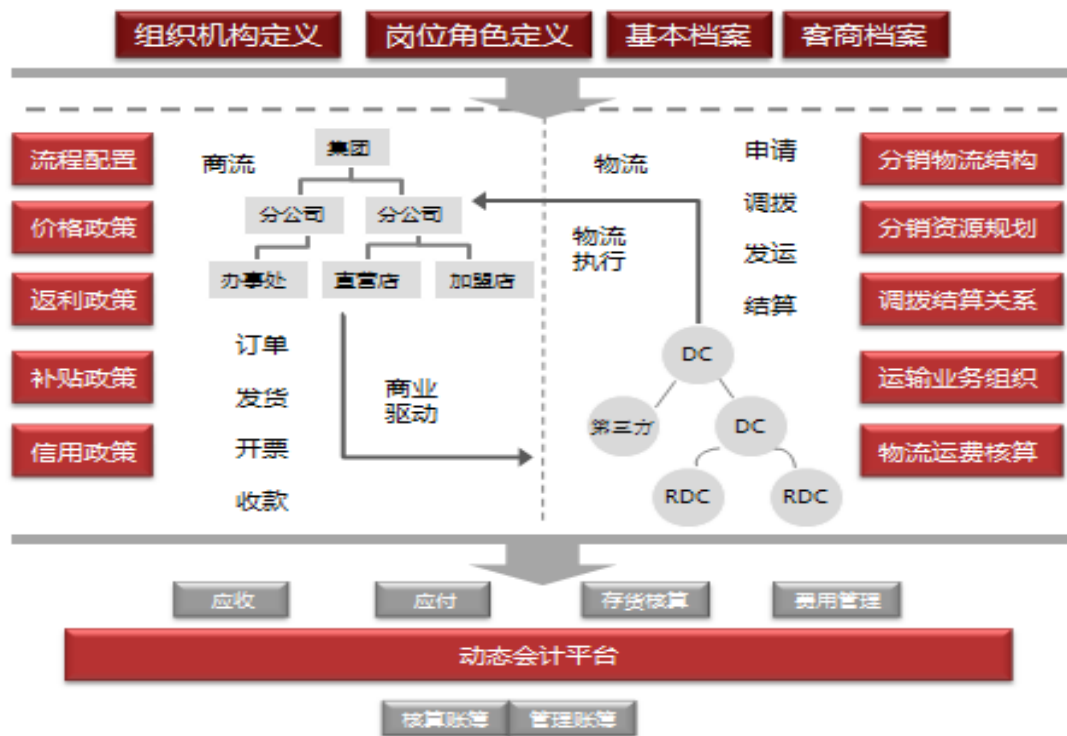 组织机构定义
岗位角色定义
基本档案
客商档案
流程配置
价格政策
返利政策
补贴政策
信用政策
商流
集团
分公司
分公司
办事处
直营店
加盟店
订单
发货
开票
收款
商业
驱动
物流
物流
执行
申请
调拨
发运
结算
DC
第三方
DC
RDC
RDC
分销物流结构
分销资源规划
调拨结算关系
运输业务组织
物流运费核算
应收
应付
存货核算
费用管理
动态会计平台
核算账簿
管理账簿